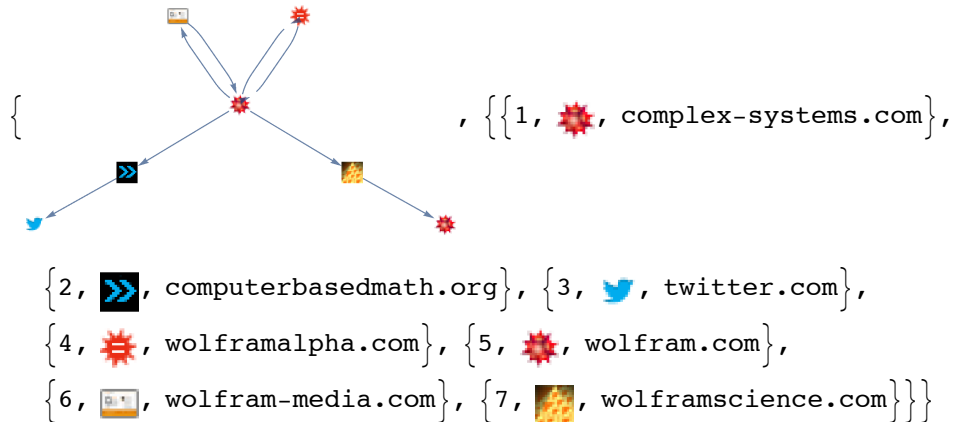 { , {{1, , complex-systems.com},
{2, , computerbasedmath.org}, {3, , twitter.com},
{4, , wolframalpha.com}, {5, , wolfram.com},
{6, , wolfram-media.com}, {7, , wolframscience.com}}}